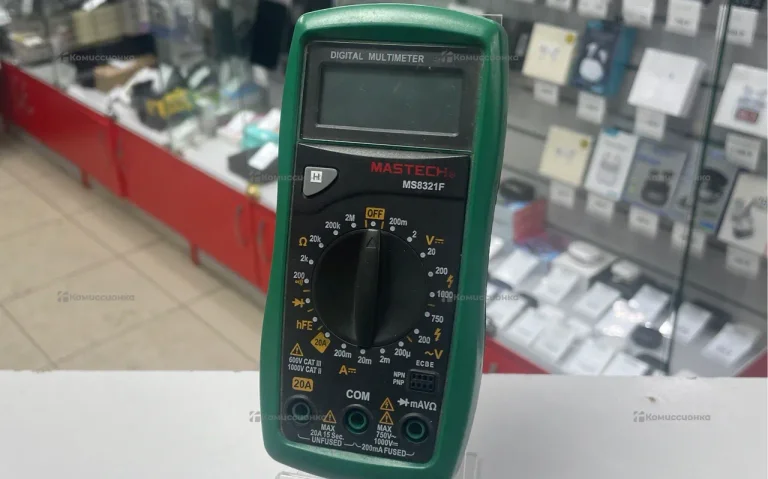 DIGITAL MULTIMETER
MASTECH
MS8321F
H
OFF
2M 200m
200k 2
Ω 20k V
20
2k 200
200 1000
750
hFE 200
20A ~V
200m 20m 2m 200µ
A
600V CAT III
1000V CAT II
ECBE
NPN
PNP
20A
COM
mAVΩ
MAX
20A 15 Sec.
UNFUSED
MAX
750V~
1000V
200mA FUSED
Комиссионка
Комиссионка
Комиссионка
Комиссионка
Комиссионка
Комиссионка